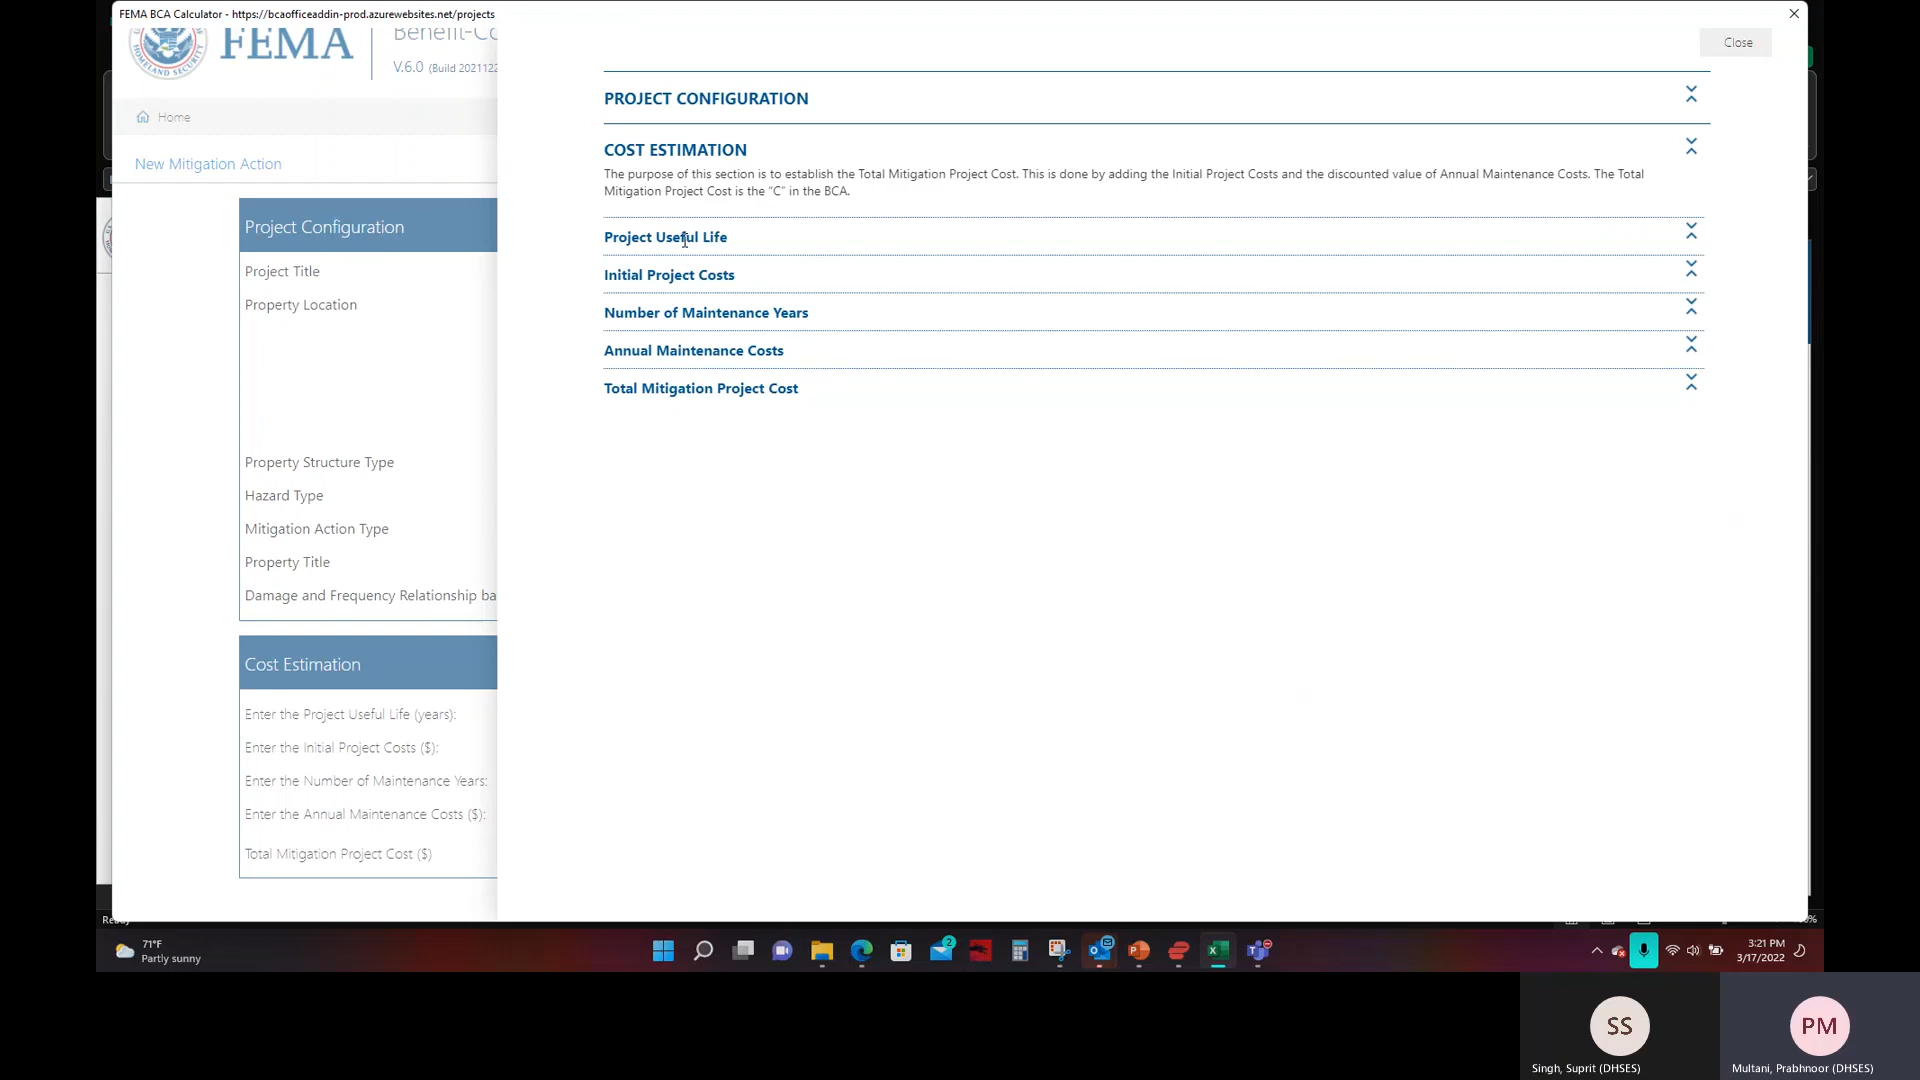 FEMA BCA Calculator - https://bcaofficeaddin-prod.azurewebsites.net/projects
FEMA
Benefit-Co
V.6.0 (Build 2021122
Close
Home
New Mitigation Action
Project Configuration
Project Title
Property Location
Property Structure Type
Hazard Type
Mitigation Action Type
Property Title
Damage and Frequency Relationship ba
Cost Estimation
Enter the Project Useful Life (years):
Enter the Initial Project Costs ($):
Enter the Number of Maintenance Years:
Enter the Annual Maintenance Costs ($):
Total Mitigation Project Cost ($)
PROJECT CONFIGURATION
COST ESTIMATION
The purpose of this section is to establish the Total Mitigation Project Cost. This is done by adding the Initial Project Costs and the discounted value of Annual Maintenance Costs. The Total
Mitigation Project Cost is the “C” in the BCA.
Project Useful Life
Initial Project Costs
Number of Maintenance Years
Annual Maintenance Costs
Total Mitigation Project Cost
71°F
Partly sunny
2
3:21 PM
3/17/2022
SS
Singh, Suprit (DHSES)
PM
Multani, Prabhnoor (DHSES)